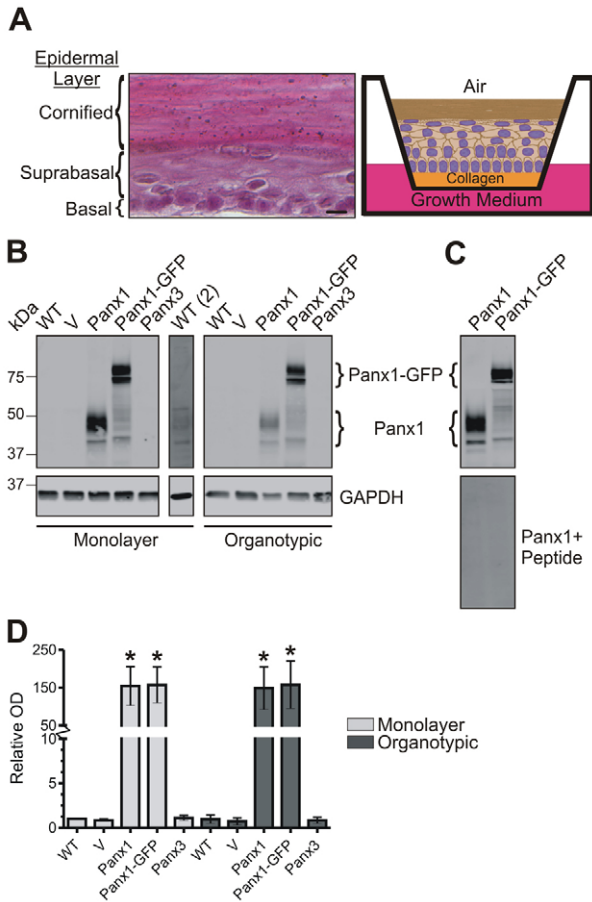 A
Epidermal
Layer
Cornified
Suprabasal
Basal
Air
Collagen
Growth Medium
B
kDa
WT
V
Panx1
Panx1-GFP
Panx3
WT (2)
WT
V
Panx1
Panx1-GFP
Panx3
75
50
37
37
Panx1-GFP
Panx1
GAPDH
Monolayer
Organotypic
C
Panx1
Panx1-GFP
Panx1+
Peptide
D
Relative OD
250
150
50
10
5
0
* * * *
Monolayer
Organotypic
WT
V
Panx1
Panx1-GFP
Panx3
WT
V
Panx1
Panx1-GFP
Panx3